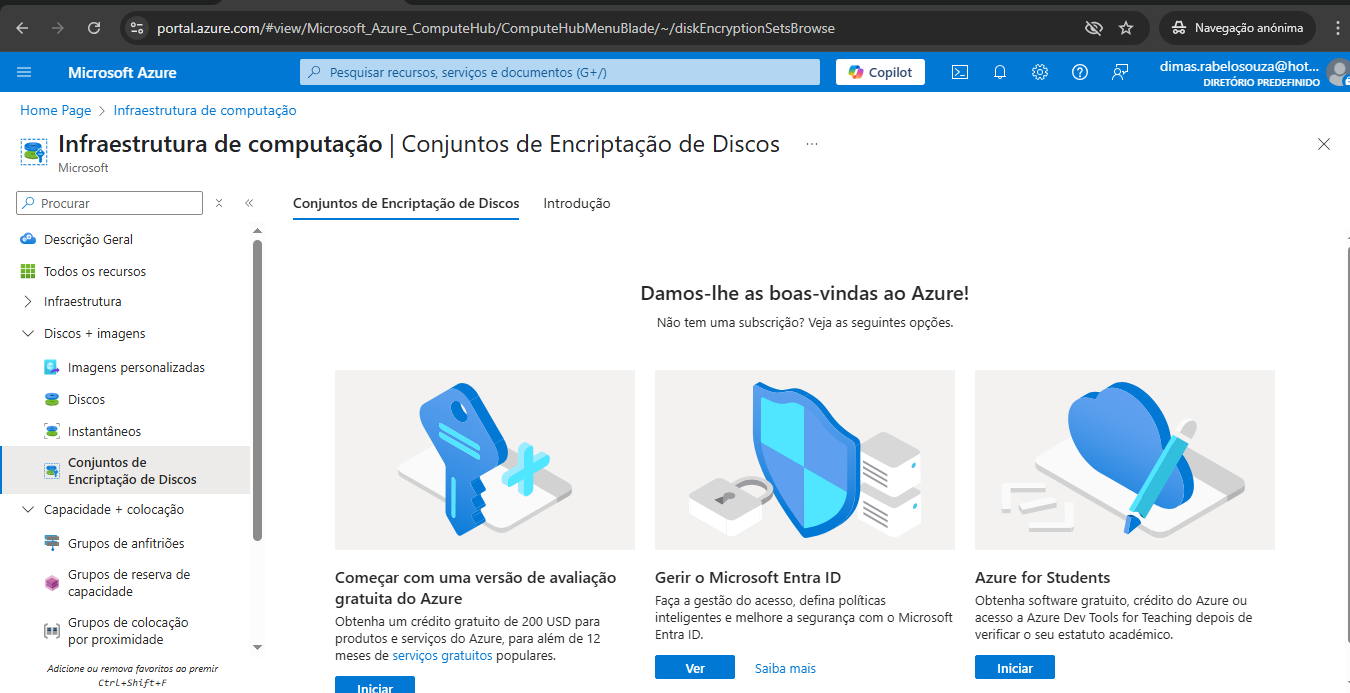 portal.azure.com/#view/Microsoft_Azure_ComputeHub/ComputeHubMenuBlade/~/diskEncryptionSetsBrowse
Navegação anónima
Microsoft Azure
Pesquisar recursos, serviços e documentos (G+/)
Copilot
dimas.rabelosouza@hot...
DIRETÓRIO PREDEFINIDO
Home Page > Infraestrutura de computação
Infraestrutura de computação | Conjuntos de Encriptação de Discos ...
Microsoft
Procurar
Descrição Geral
Todos os recursos
Infraestrutura
Discos + imagens
Imagens personalizadas
Discos
Instantâneos
Conjuntos de
Encriptação de Discos
Capacidade + colocação
Grupos de anfitriões
Grupos de reserva de
capacidade
Grupos de colocação
por proximidade
Adicione ou remova favoritos ao premir
Ctrl+Shift+F
Conjuntos de Encriptação de Discos
Introdução
Damos-lhe as boas-vindas ao Azure!
Não tem uma subscrição? Veja as seguintes opções.
Começar com uma versão de avaliação
gratuita do Azure
Obtenha um crédito gratuito de 200 USD para
produtos e serviços do Azure, para além de 12
meses de serviços gratuitos populares.
Iniciar
Gerir o Microsoft Entra ID
Faça a gestão do acesso, defina políticas
inteligentes e melhore a segurança com o Microsoft
Entra ID.
Ver
Saiba mais
Azure for Students
Obtenha software gratuito, crédito do Azure ou
acesso a Azure Dev Tools for Teaching depois de
verificar o seu estatuto académico.
Iniciar